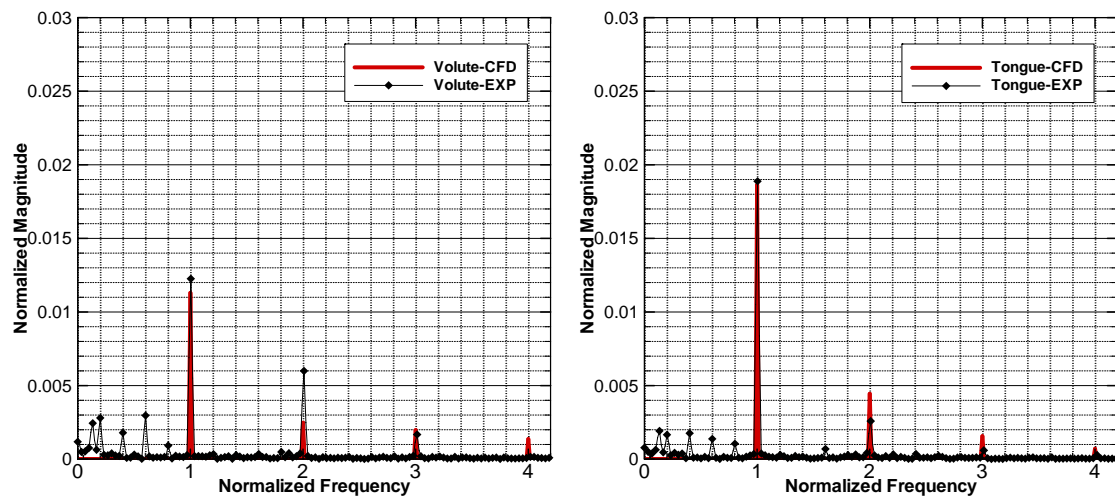 0.03
0.025
0.02
0.015
0.01
0.005
0
Normalized Magnitude
Volute-CFD
Volute-EXP
0 1 2 3 4
Normalized Frequency
0.03
0.025
0.02
0.015
0.01
0.005
0
Normalized Magnitude
Tongue-CFD
Tongue-EXP
0 1 2 3 4
Normalized Frequency